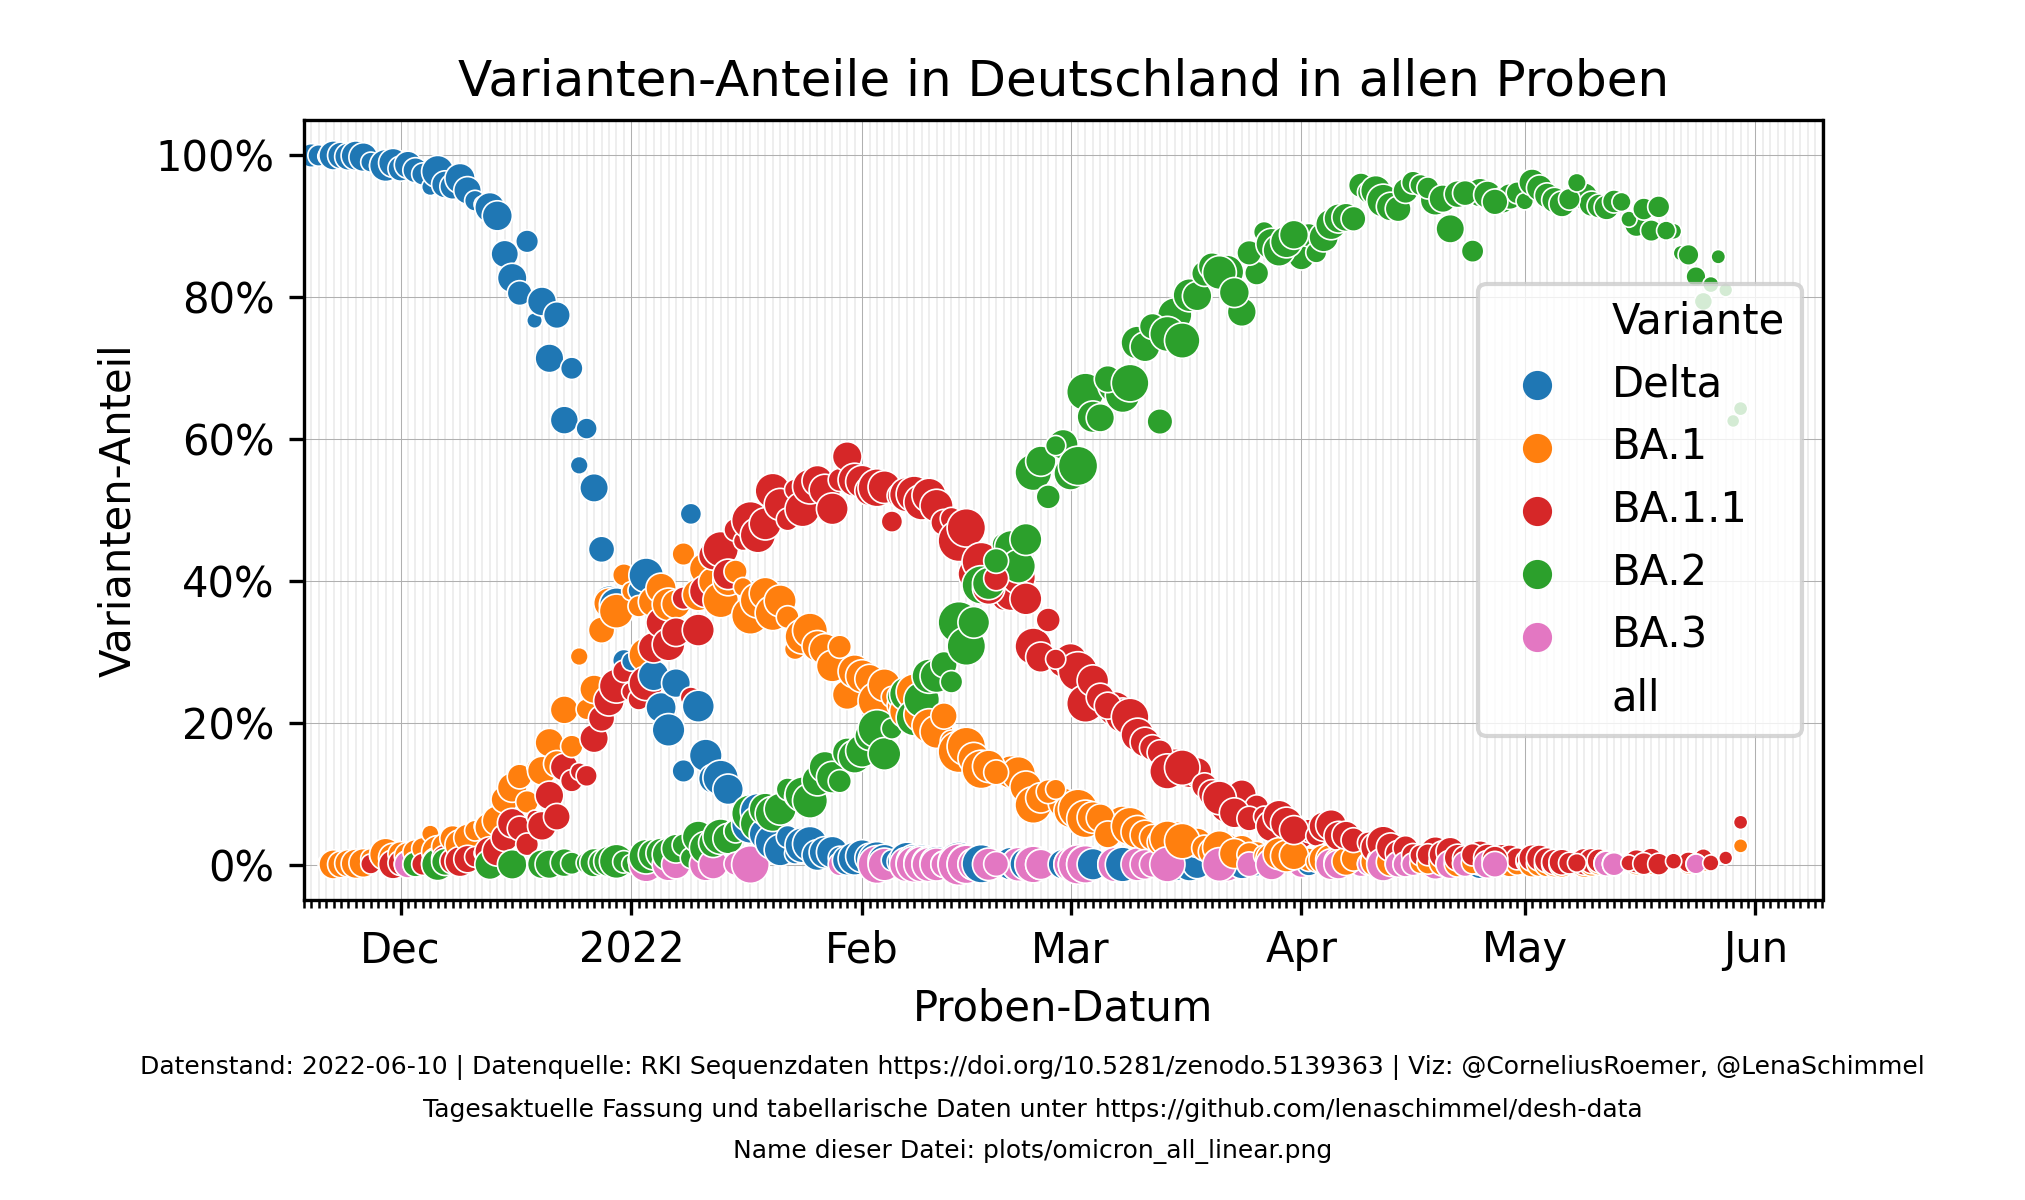 Varianten-Anteile in Deutschland in allen Proben
100%
80%
60%
40%
20%
0%
Varianten-Anteil
Variante
Delta
BA.1
BA.1.1
BA.2
BA.3
all
Dec 2022 Feb Mar Apr May Jun
Proben-Datum
Datenstand: 2022-06-10 | Datenquelle: RKI Sequenzdaten https://doi.org/10.5281/zenodo.5139363 | Viz: @CorneliusRoemer, @LenaSchimmel
Tagesaktuelle Fassung und tabellarische Daten unter https://github.com/lenaschimmel/desh-data
Name dieser Datei: plots/omicron_all_linear.png